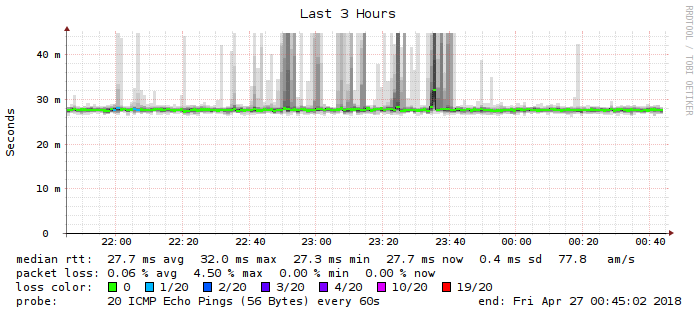 Last 3 Hours
RRDTOOL / TOBI OETIKER
Seconds
40 m
30 m
20 m
10 m
0
22:00 22:20 22:40 23:00 23:20 23:40 00:00 00:20 00:40
median rtt: 27.7 ms avg 32.0 ms max 27.3 ms min 27.7 ms now 0.4 ms sd 77.8 am/s
packet loss: 0.06 % avg 4.50 % max 0.00 % min 0.00 % now
loss color: 0 1/20 2/20 3/20 4/20 10/20 19/20
probe: 20 ICMP Echo Pings (56 Bytes) every 60s end: Fri Apr 27 00:45:02 2018